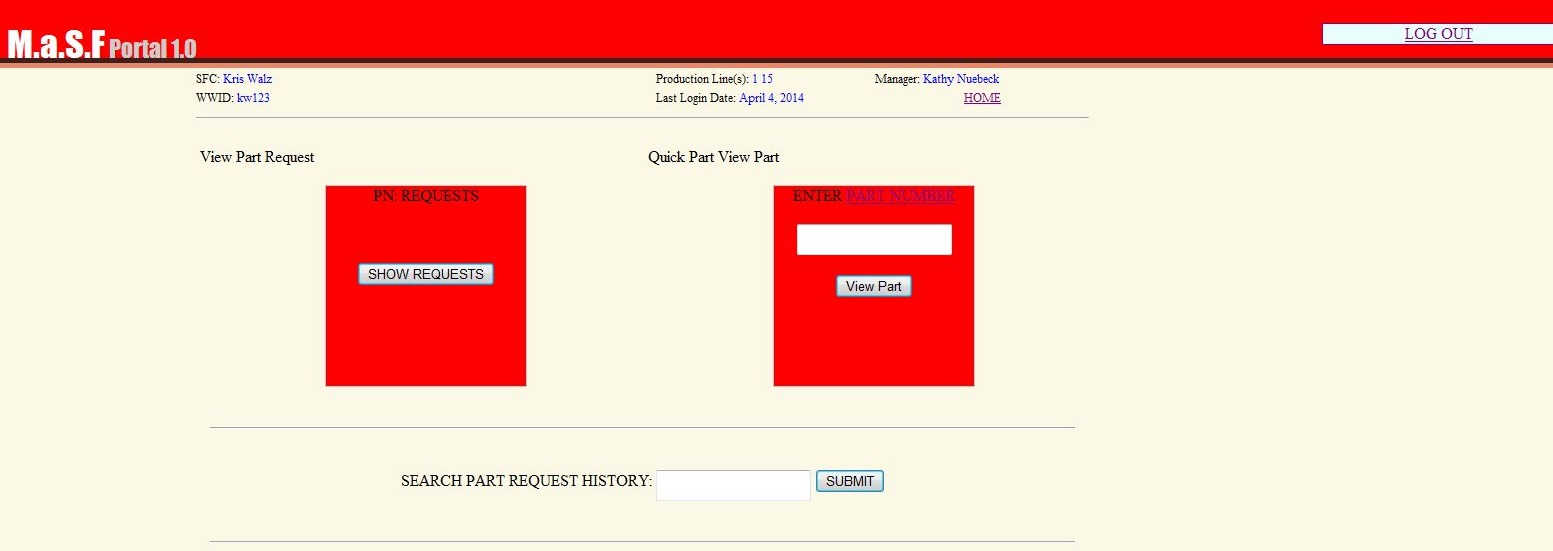 M.a.S.F Portal 1.0
LOG OUT
SFC: Kris Walz
Production Line(s): 1 15
Manager: Kathy Nuebeck
WWID: kw123
Last Login Date: April 4, 2014
HOME
View Part Request
Quick Part View Part
PN: REQUESTS
SHOW REQUESTS
ENTER PART NUMBER
View Part
SEARCH PART REQUEST HISTORY:
SUBMIT